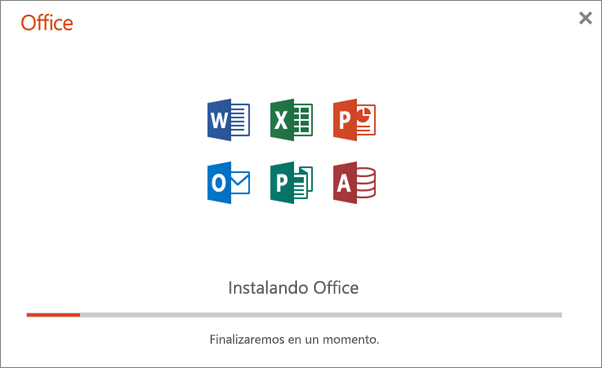 Office
W X P
O P A
Instalando Office
Finalizaremos en un momento.